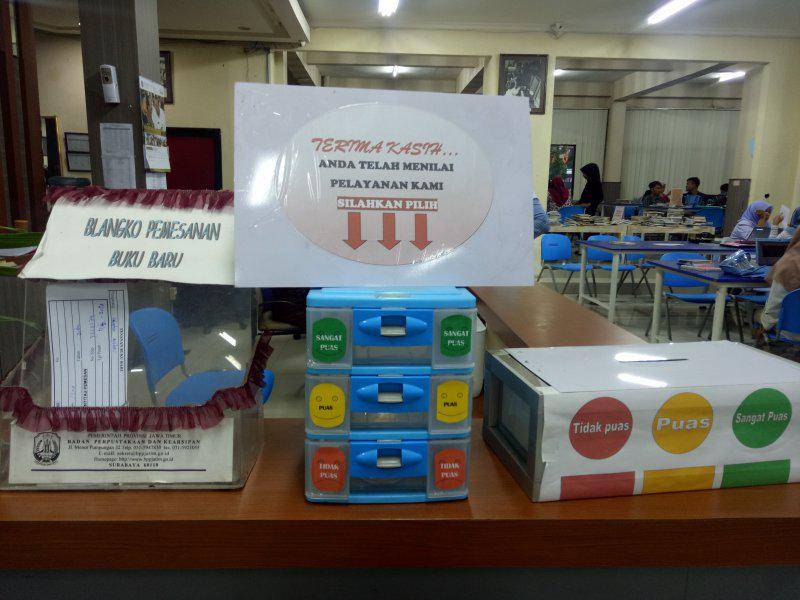 TERIMA KASIH...
ANDA TELAH MENILAI
PELAYANAN KAMI
SILAHKAN PILIH
BLANGKO PEMESANAN
BUKU BARU
PEMERINTAH PROVINSI JAWA TIMUR
BADAN PERPUSTAKAAN DAN KEARSIPAN
SURABAYA 60118
SANGAT
PUAS
SANGAT
PUAS
PUAS
PUAS
TIDAK
PUAS
TIDAK
PUAS
Tidak puas
Puas
Sangat Puas